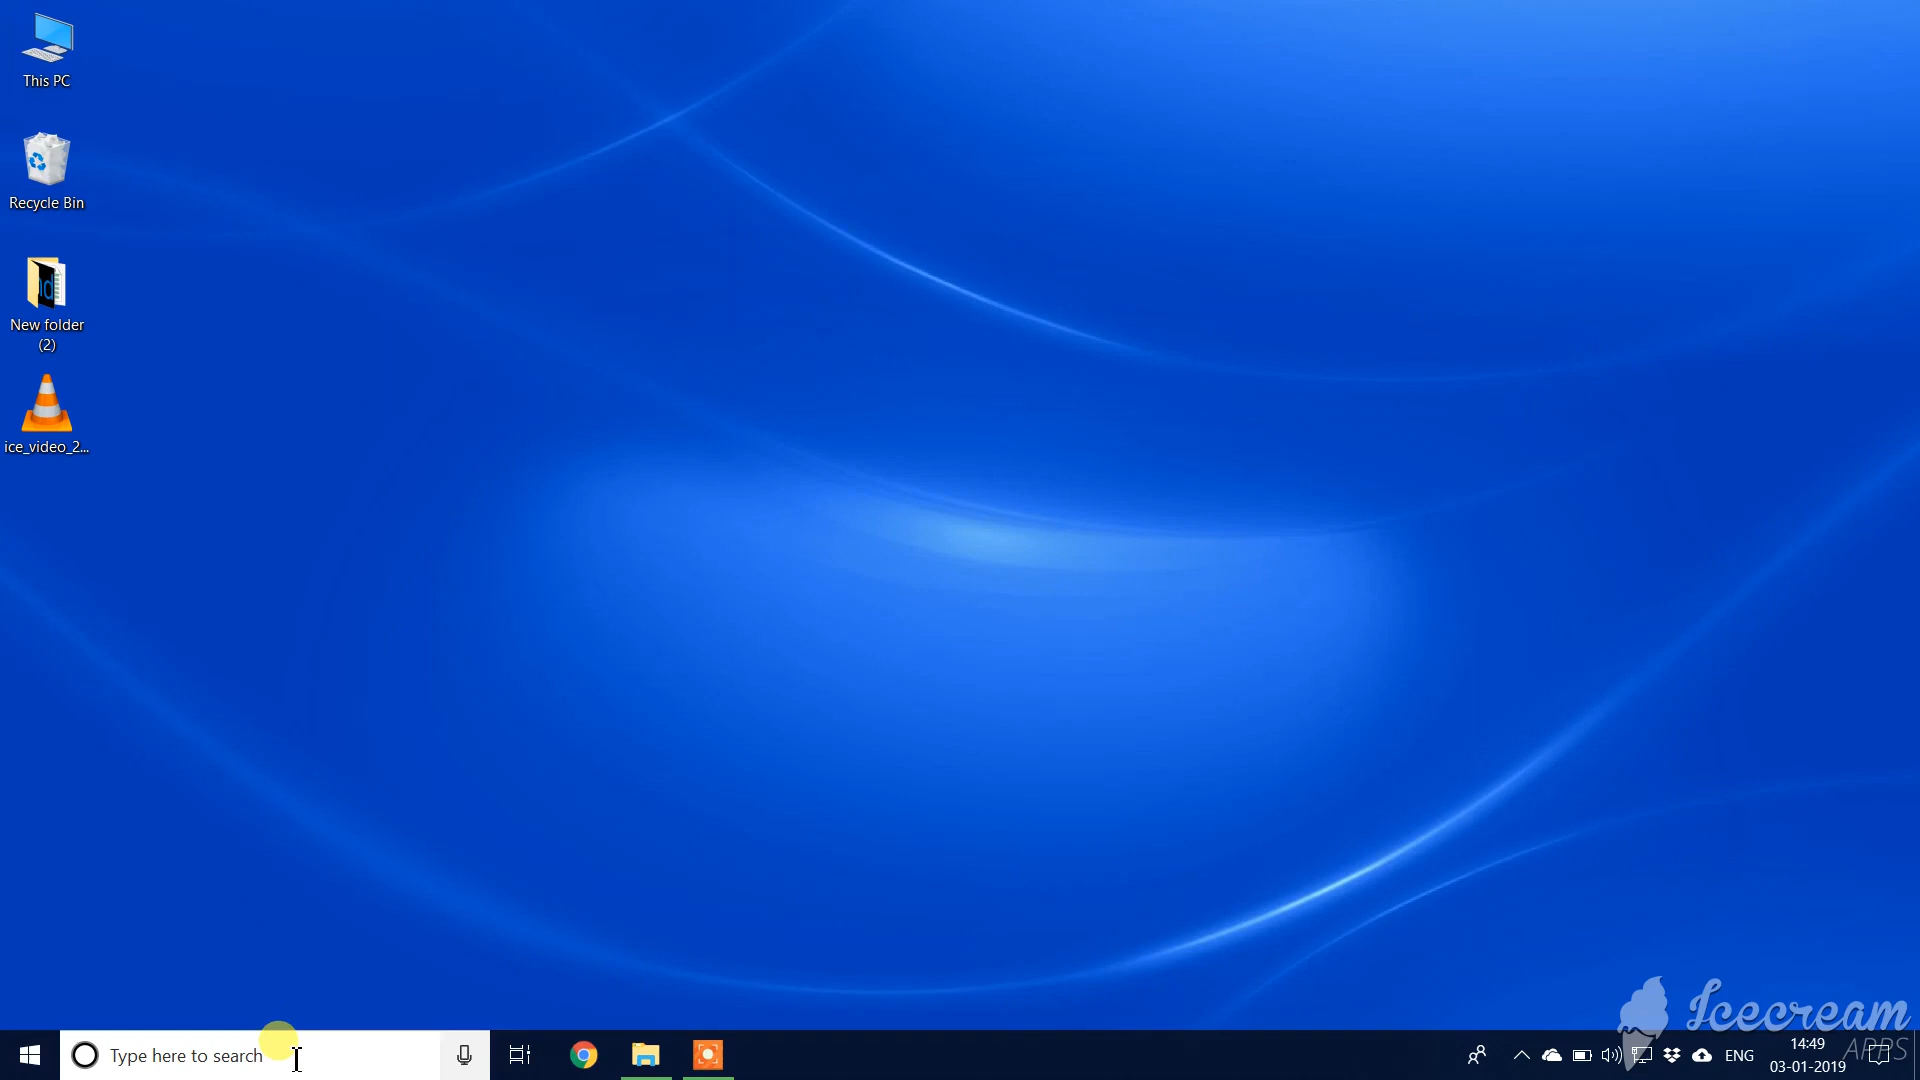 This PC
Recycle Bin
New folder
(2)
ice_video_2...
Type here to search
ENG
14:49
03-01-2019
Icecream
APPS